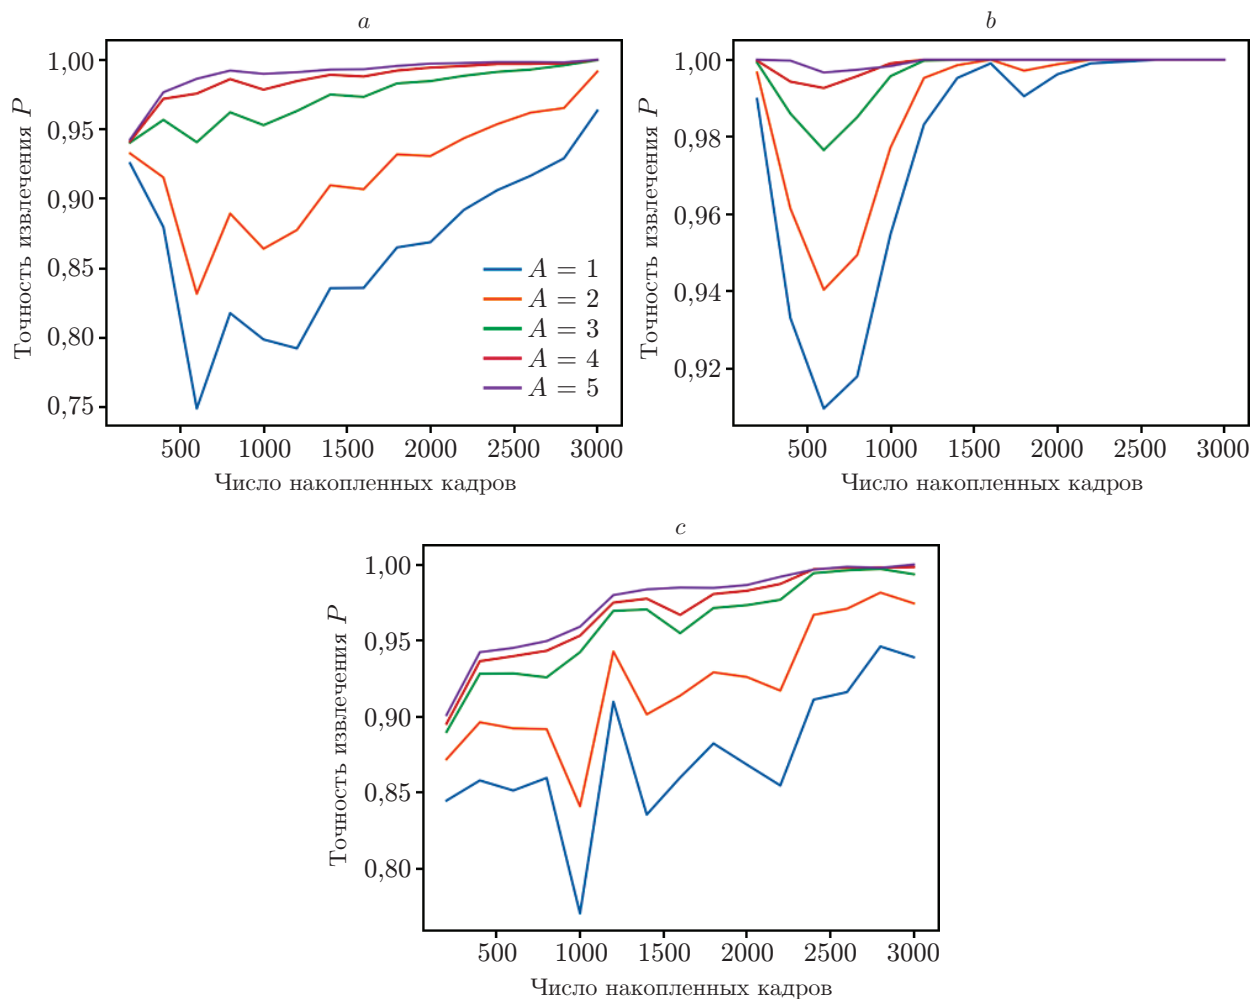 a
Точность извлечения P
1,00
0,95
0,90
0,85
0,80
0,75
A = 1
A = 2
A = 3
A = 4
A = 5
500 1000 1500 2000 2500 3000
Число накопленных кадров
b
Точность извлечения P
1,00
0,98
0,96
0,94
0,92
500 1000 1500 2000 2500 3000
Число накопленных кадров
c
Точность извлечения P
1,00
0,95
0,90
0,85
0,80
500 1000 1500 2000 2500 3000
Число накопленных кадров